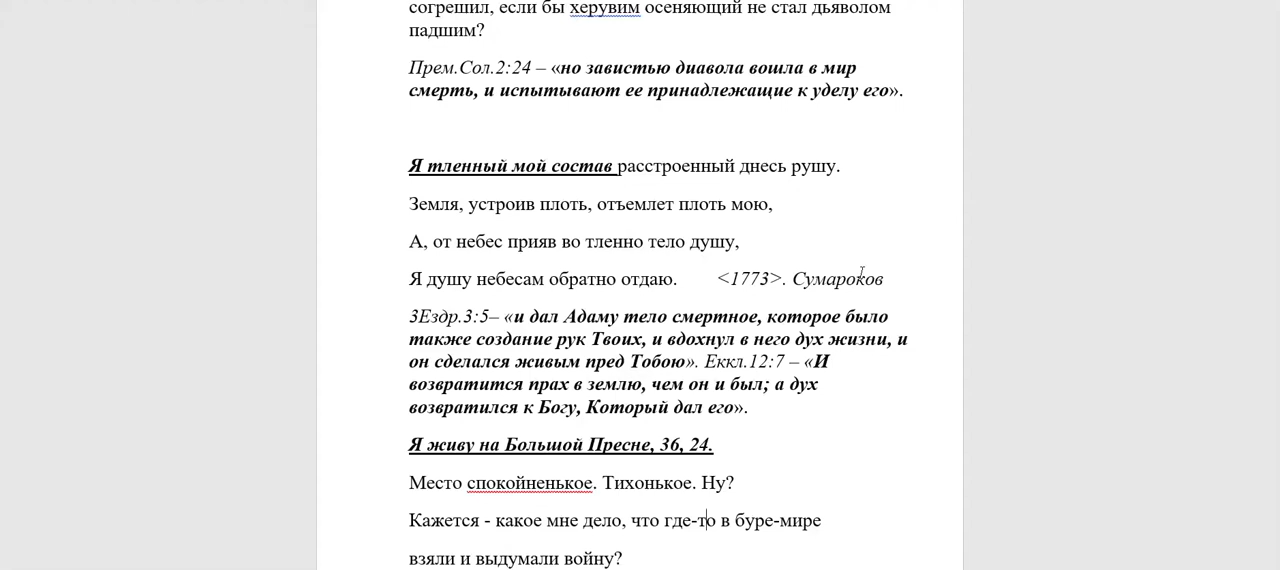 согрешил, если бы херувим осеняющий не стал дьяволом
падшим?
Прем.Сол.2:24 – «но завистью диавола вошла в мир
смерть, и испытывают ее принадлежащие к уделу его».
Я тленный мой состав расстроенный днесь рушу.
Земля, устроив плоть, отъемлет плоть мою,
А, от небес прияв во тленно тело душу,
Я душу небесам обратно отдаю. <1773>. Сумароков
3Ездр.3:5– «и дал Адаму тело смертное, которое было
также создание рук Твоих, и вдохнул в него дух жизни, и
он сделался живым пред Тобою». Еккл.12:7 – «И
возвратится прах в землю, чем он и был; а дух
возвратился к Богу, Который дал его».
Я живу на Большой Пресне, 36, 24.
Место спокойненькое. Тихонькое. Ну?
Кажется - какое мне дело, что где-то в буре-мире
взяли и выдумали войну?